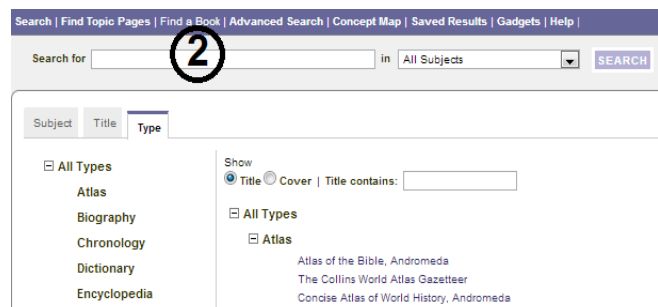 Search | Find Topic Pages | Find a Book | Advanced Search | Concept Map | Saved Results | Gadgets | Help |
Search for 2 in All Subjects SEARCH
Subject Title Type
All Types
Atlas
Biography
Chronology
Dictionary
Encyclopedia
Show
Title Cover | Title contains:
All Types
Atlas
Atlas of the Bible, Andromeda
The Collins World Atlas Gazetteer
Concise Atlas of World History, Andromeda